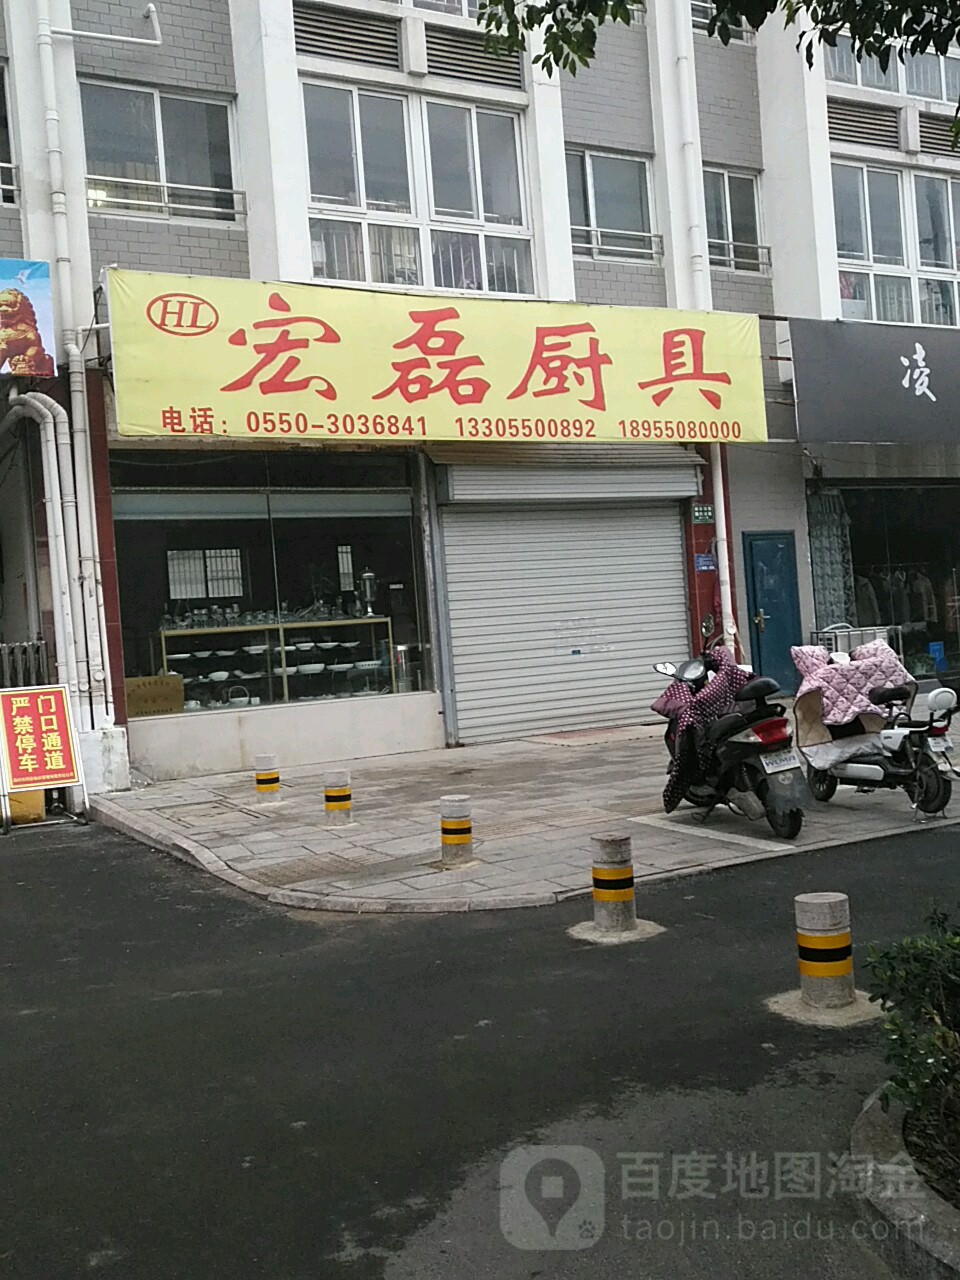 HL
宏磊厨具
电话：0550-3036841 13305500892 18955080000
凌
门口通道
严禁停车
百度地图淘金
taojin.baidu.com